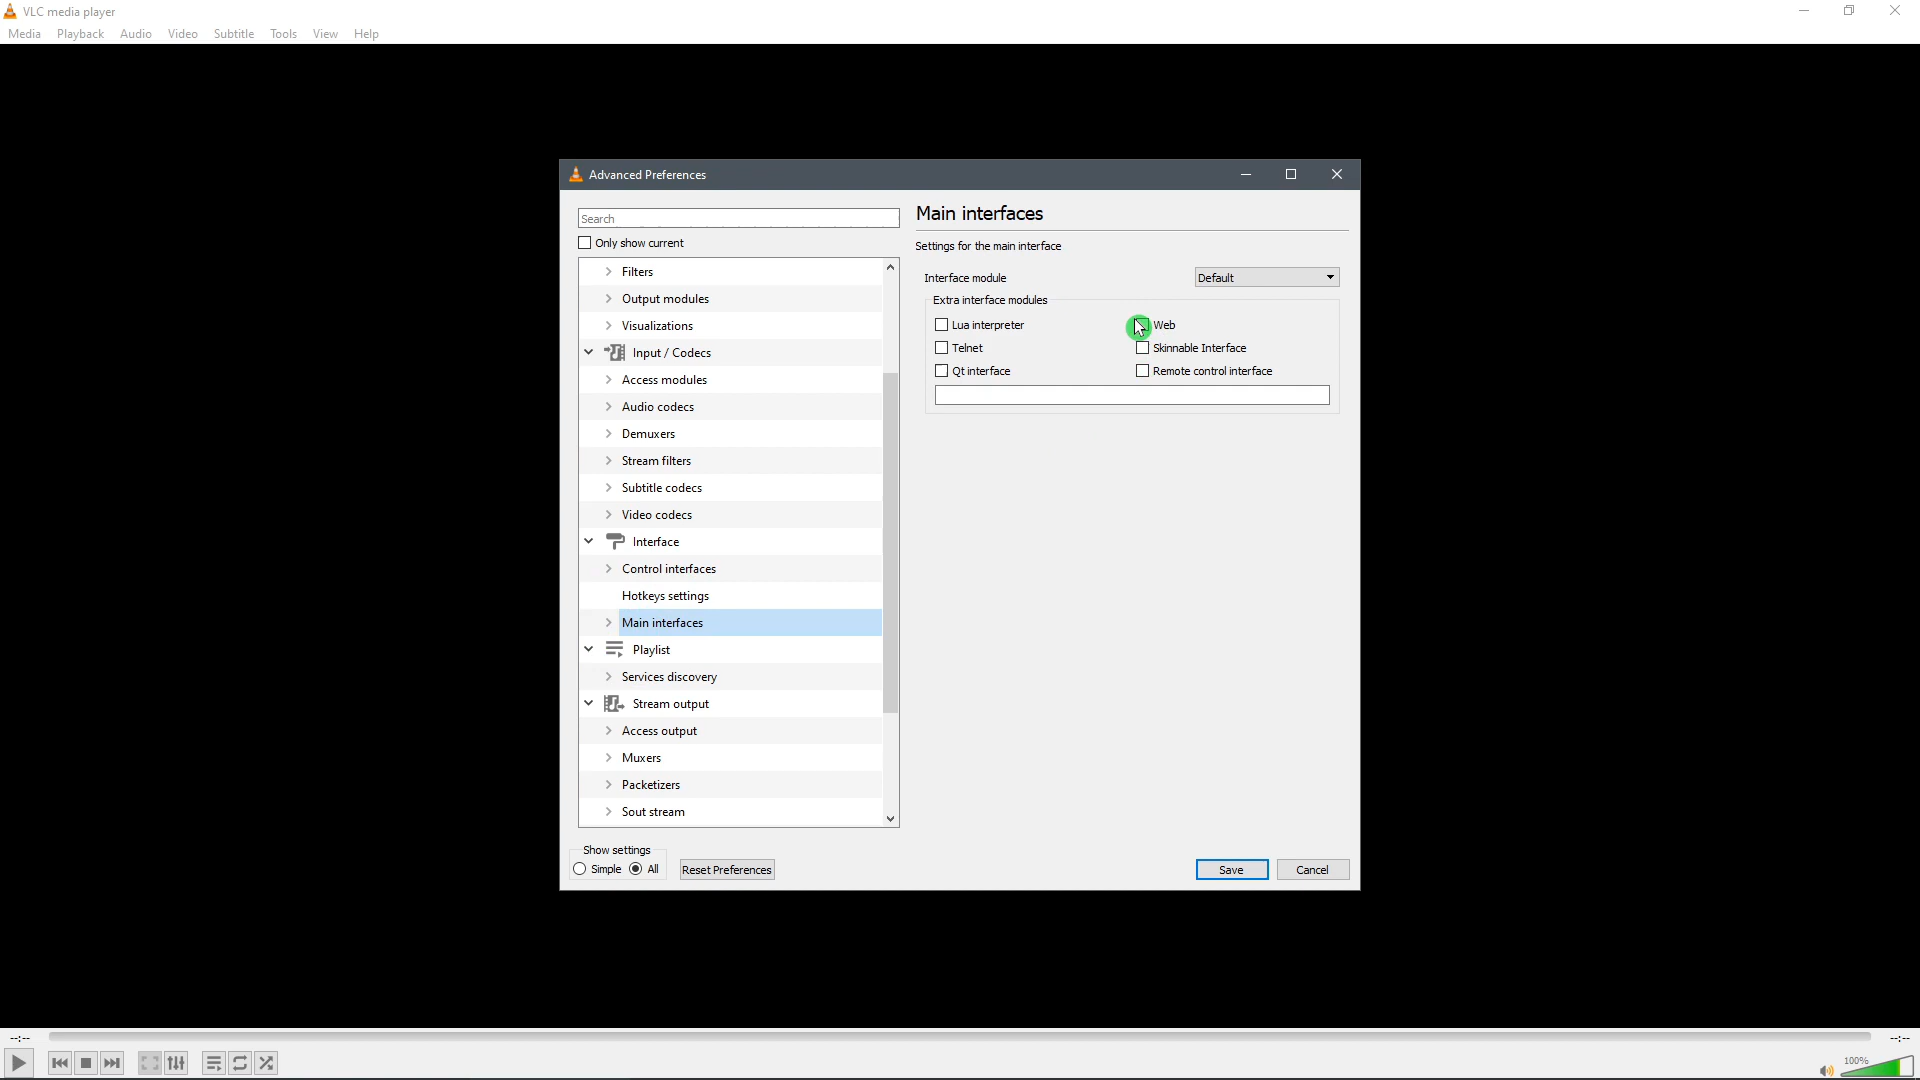 VLC media player
Media Playback Audio Video Subtitle Tools View Help
Advanced Preferences
Search
Only show current
Filters
Output modules
Visualizations
Input / Codecs
Access modules
Audio codecs
Demuxers
Stream filters
Subtitle codecs
Video codecs
Interface
Control interfaces
Hotkeys settings
Main interfaces
Playlist
Services discovery
Stream output
Access output
Muxers
Packetizers
Sout stream
Show settings
Simple All Reset Preferences
Main interfaces
Settings for the main interface
Interface module Default
Extra interface modules
Lua interpreter Web
Telnet Skinnable Interface
Qt interface Remote control interface
Save Cancel
--:-- --:--
100%